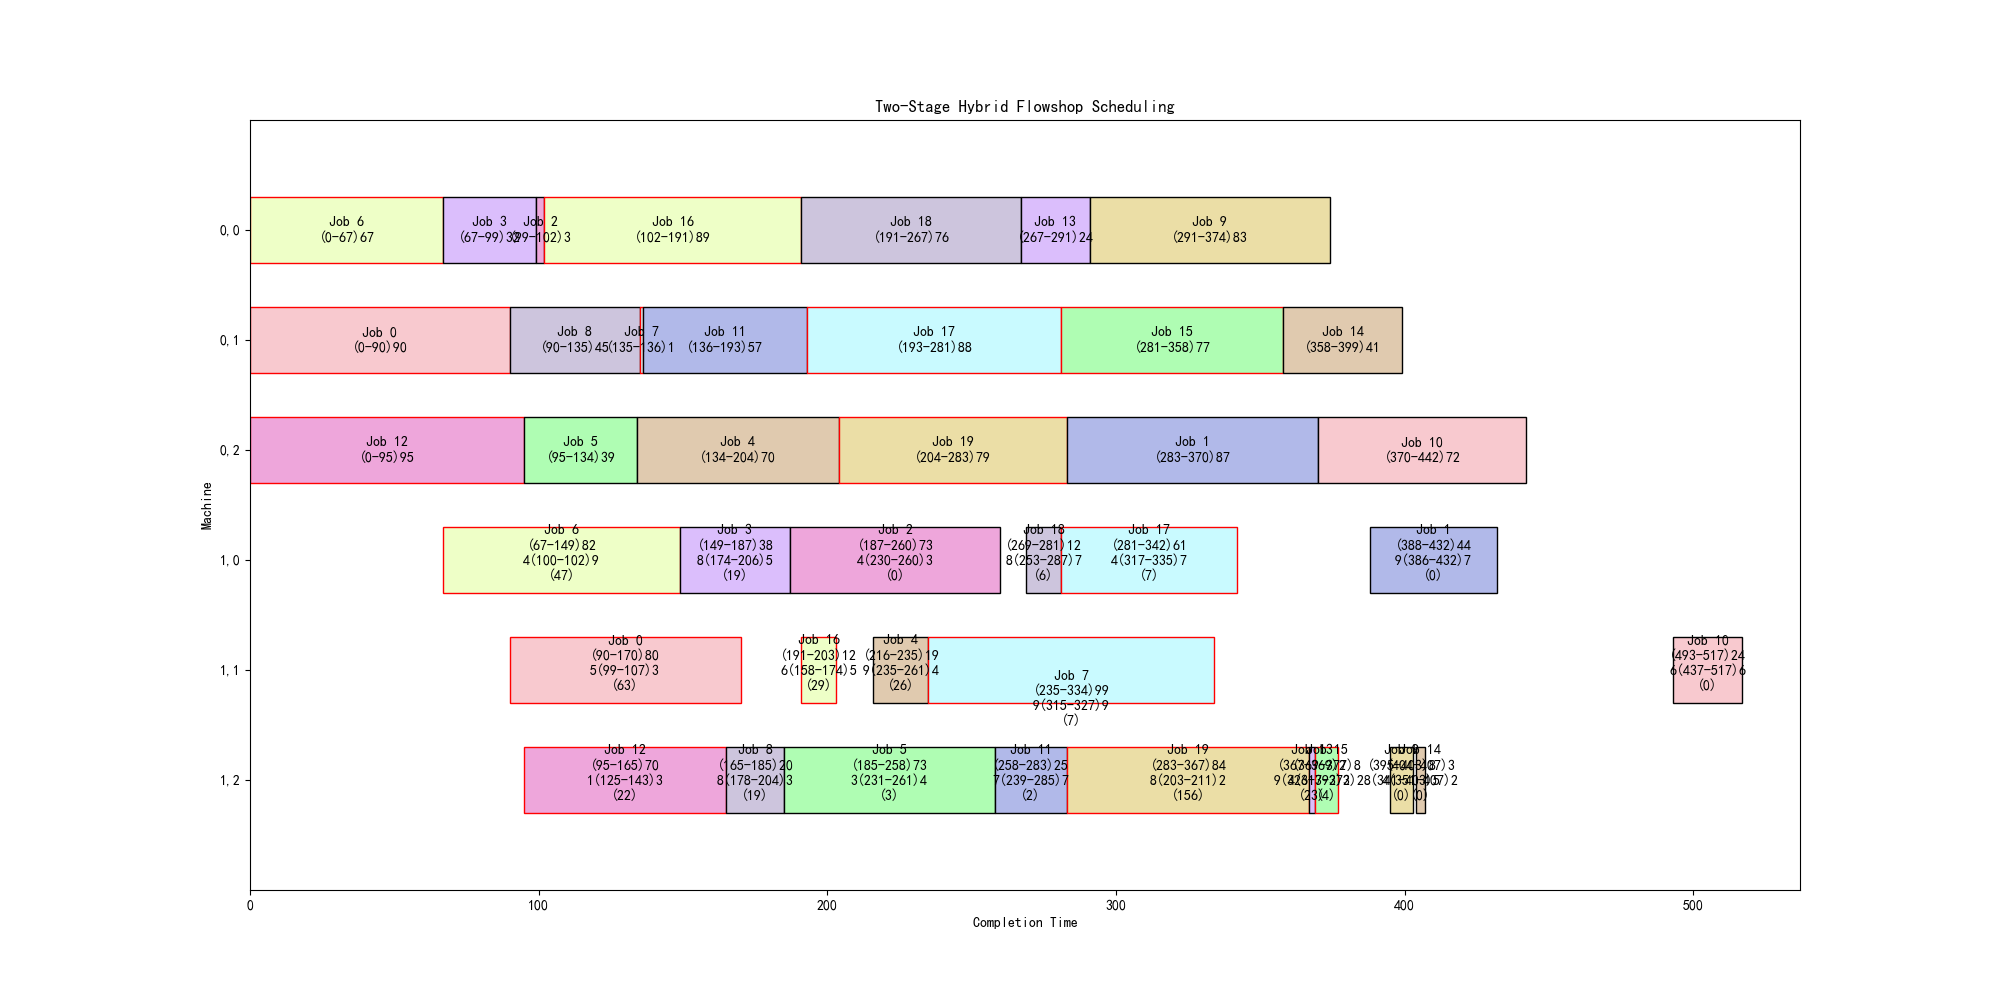 Two-Stage Hybrid Flowshop Scheduling
Machine
0,0
Job 6
(0-67)67
Job 3
(67-99)32
Job 2
(99-102)3
Job 16
(102-191)89
Job 18
(191-267)76
Job 13
(267-291)24
Job 9
(291-374)83
0,1
Job 0
(0-90)90
Job 8
(90-135)45
Job 7
(135-136)1
Job 11
(136-193)57
Job 17
(193-281)88
Job 15
(281-358)77
Job 14
(358-399)41
0,2
Job 12
(0-95)95
Job 5
(95-134)39
Job 4
(134-204)70
Job 19
(204-283)79
Job 1
(283-370)87
Job 10
(370-442)72
1,0
Job 6
(67-149)82
4(100-102)9
(47)
Job 3
(149-187)38
8(174-206)5
(19)
Job 2
(187-260)73
4(230-260)3
(0)
Job 18
(269-281)12
8(253-287)7
(6)
Job 17
(281-342)61
4(317-335)7
(7)
Job 1
(388-432)44
9(386-432)7
(0)
1,1
Job 0
(90-170)80
5(99-107)3
(63)
Job 16
(191-203)12
6(158-174)5
(29)
Job 4
(216-235)19
9(235-261)4
(26)
Job 7
(235-334)99
9(315-327)9
(7)
Job 10
(493-517)24
6(437-517)6
(0)
1,2
Job 12
(95-165)70
1(125-143)3
(22)
Job 8
(165-185)20
8(178-204)3
(19)
Job 5
(185-258)73
3(231-261)4
(3)
Job 11
(258-283)25
7(239-285)7
(2)
Job 19
(283-367)84
8(203-211)2
(156)
Job 13
(23)
Job 15
(4)
Job 9
(0)
Job 14
(0)
0
100
200
300
400
500
Completion Time